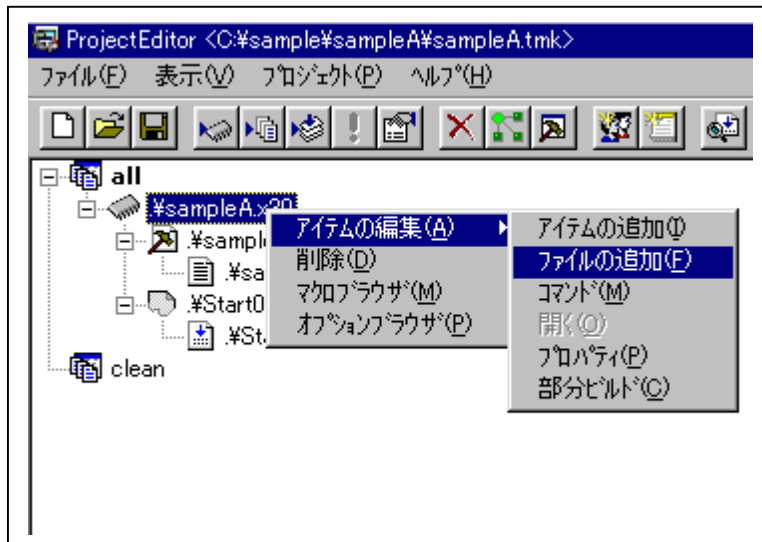 ProjectEditor <C:¥sample¥sampleA¥sampleA.tmk>
ファイル(F) 表示(V) プロジェクト(P) ヘルプ(H)
all
.¥sampleA.x30
アイテムの編集(A)
削除(D)
マクロブラウザ(M)
オプションブラウザ(P)
アイテムの追加(I)
ファイルの追加(F)
コマンド(M)
開く(O)
プロパティ(P)
部分ビルド(C)
.¥sampl
.¥sa
.¥Start0
.¥St
clean